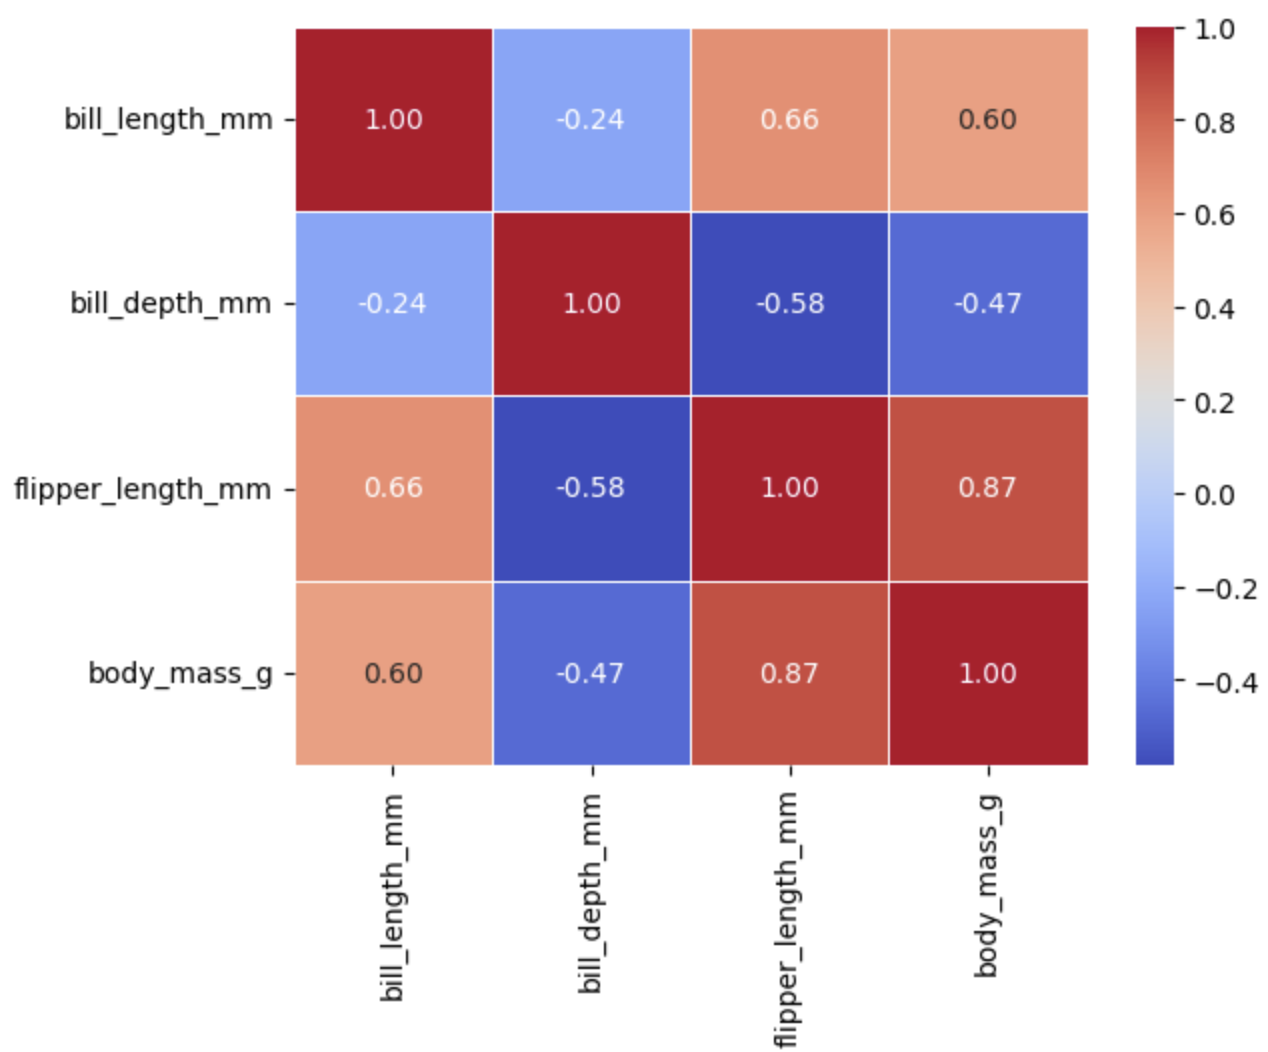 bill_length_mm 1.00 -0.24 0.66 0.60
bill_depth_mm -0.24 1.00 -0.58 -0.47
flipper_length_mm 0.66 -0.58 1.00 0.87
body_mass_g 0.60 -0.47 0.87 1.00
bill_length_mm
bill_depth_mm
flipper_length_mm
body_mass_g
1.0
0.8
0.6
0.4
0.2
0.0
−0.2
−0.4